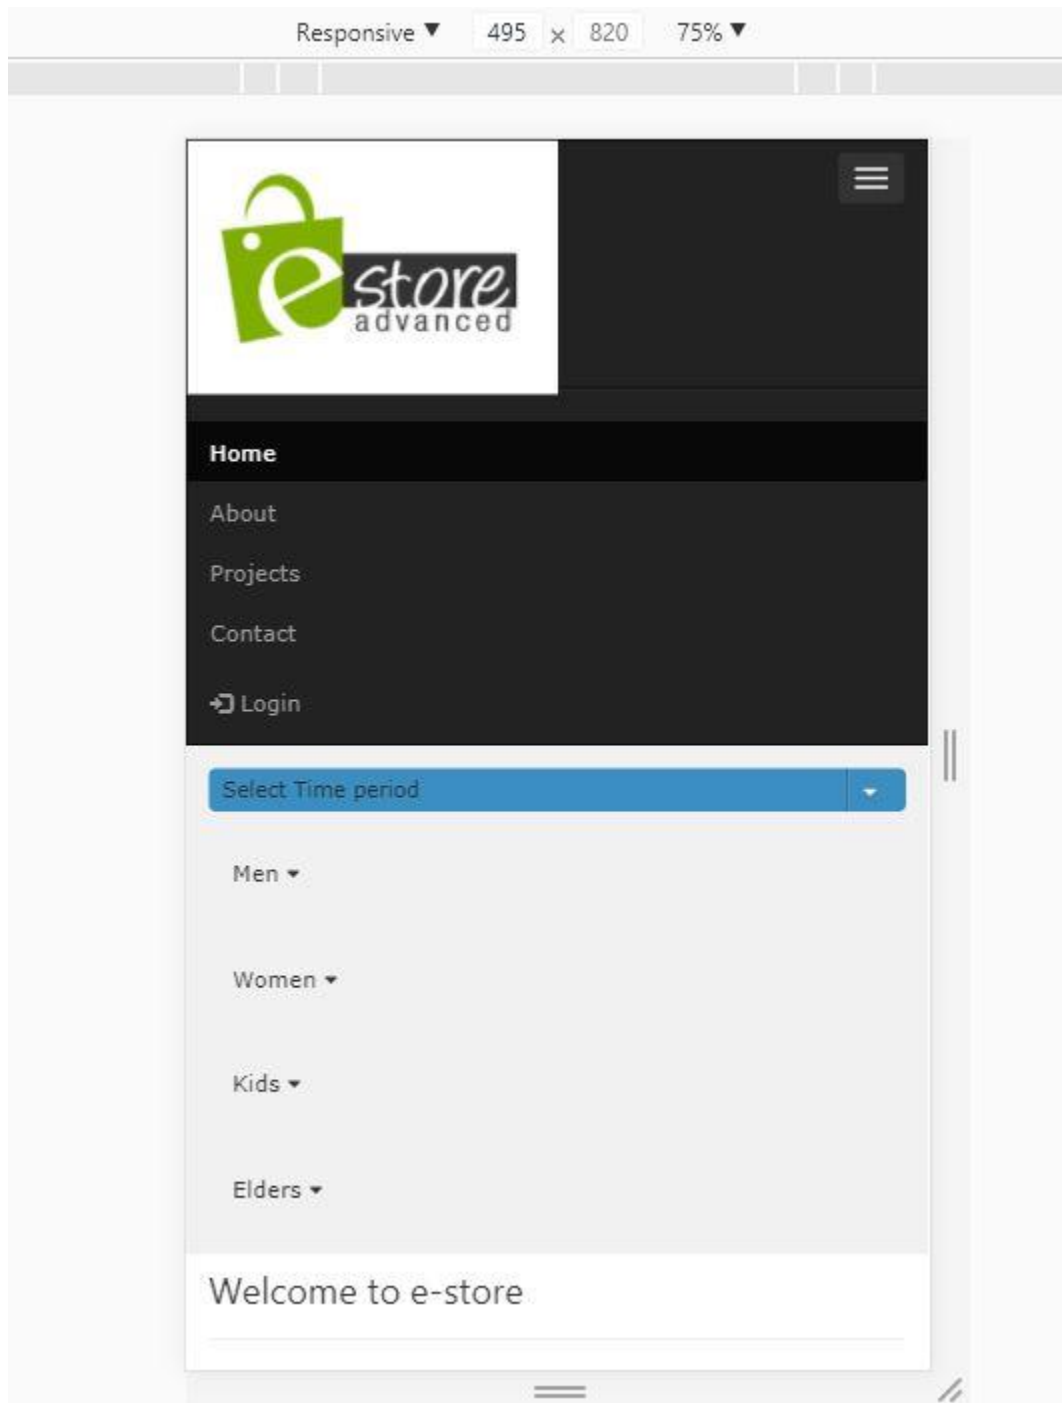 Responsive ▼ 495 × 820 75% ▼
e store
advanced
Home
About
Projects
Contact
Login
Select Time period
Men
Women
Kids
Elders
Welcome to e-store